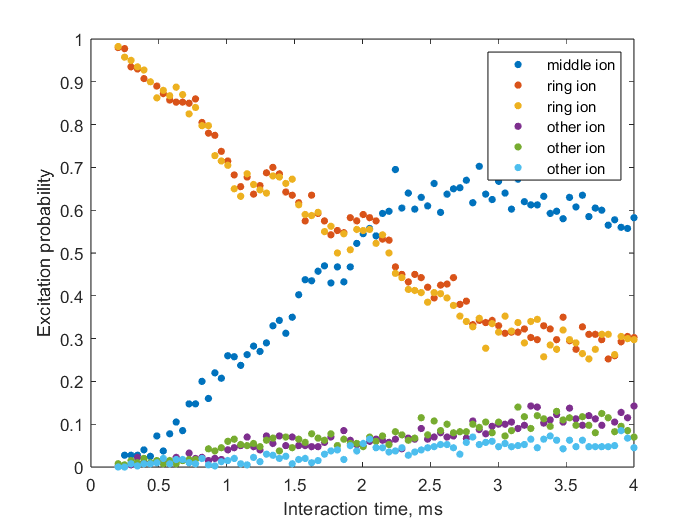 1
0.9
0.8
0.7
0.6
0.5
0.4
0.3
0.2
0.1
0
Excitation probability
middle ion
ring ion
ring ion
other ion
other ion
other ion
0 0.5 1 1.5 2 2.5 3 3.5 4
Interaction time, ms